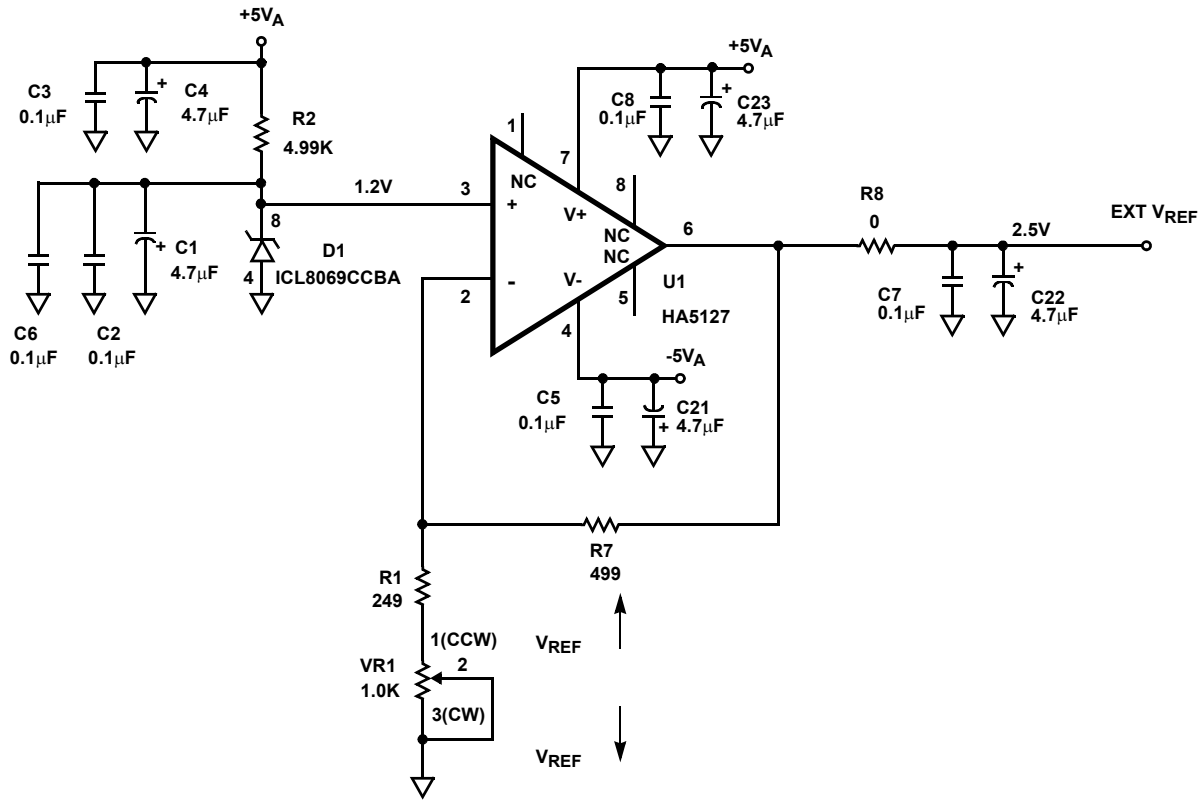 +5VA
C3
0.1μF
C4
4.7μF
+
R2
4.99K
1.2V
8
C1
4.7μF
+
D1
ICL8069CCBA
4
C6
0.1μF
C2
0.1μF
+5VA
C8
0.1μF
+
C23
4.7μF
1
NC
7
V+
8
NC
NC
3
+
2
-
V-
4
5
6
U1
HA5127
-5VA
C5
0.1μF
C21
+ 4.7μF
R8
0
2.5V
EXT VREF
C7
0.1μF
+
C22
4.7μF
R7
499
R1
249
1(CCW)
VR1
1.0K
2
3(CW)
VREF
VREF